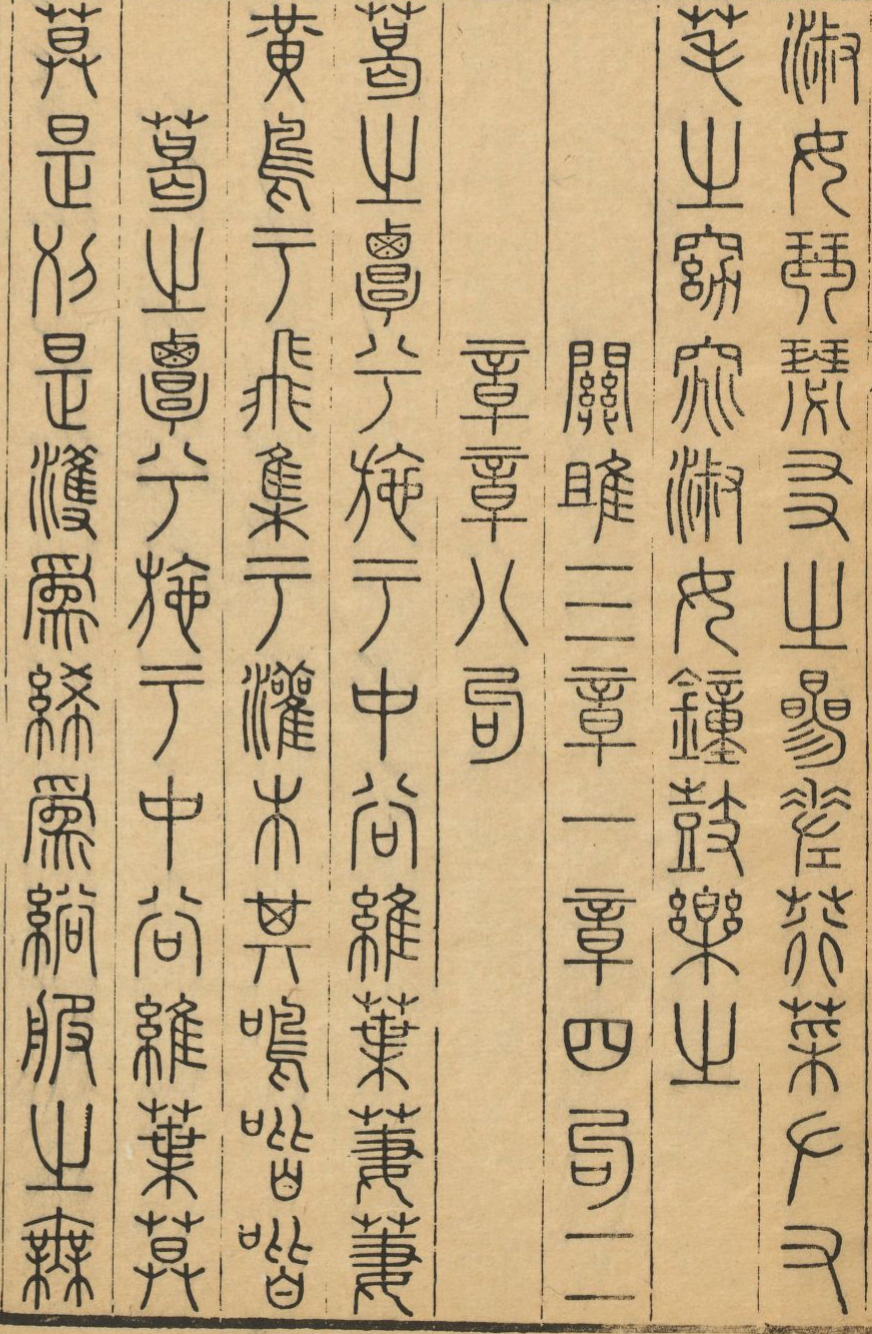 淑女琴瑟友之參差荇菜左右
芼之窈窕淑女鐘鼓樂之
關雎三章一章四句二
章章八句
葛之覃兮施于中谷維葉萋萋
黃鳥于飛集于灌木其鳴喈喈
葛之覃兮施于中谷維葉莫
莫是刈是濩爲絺爲綌服之無